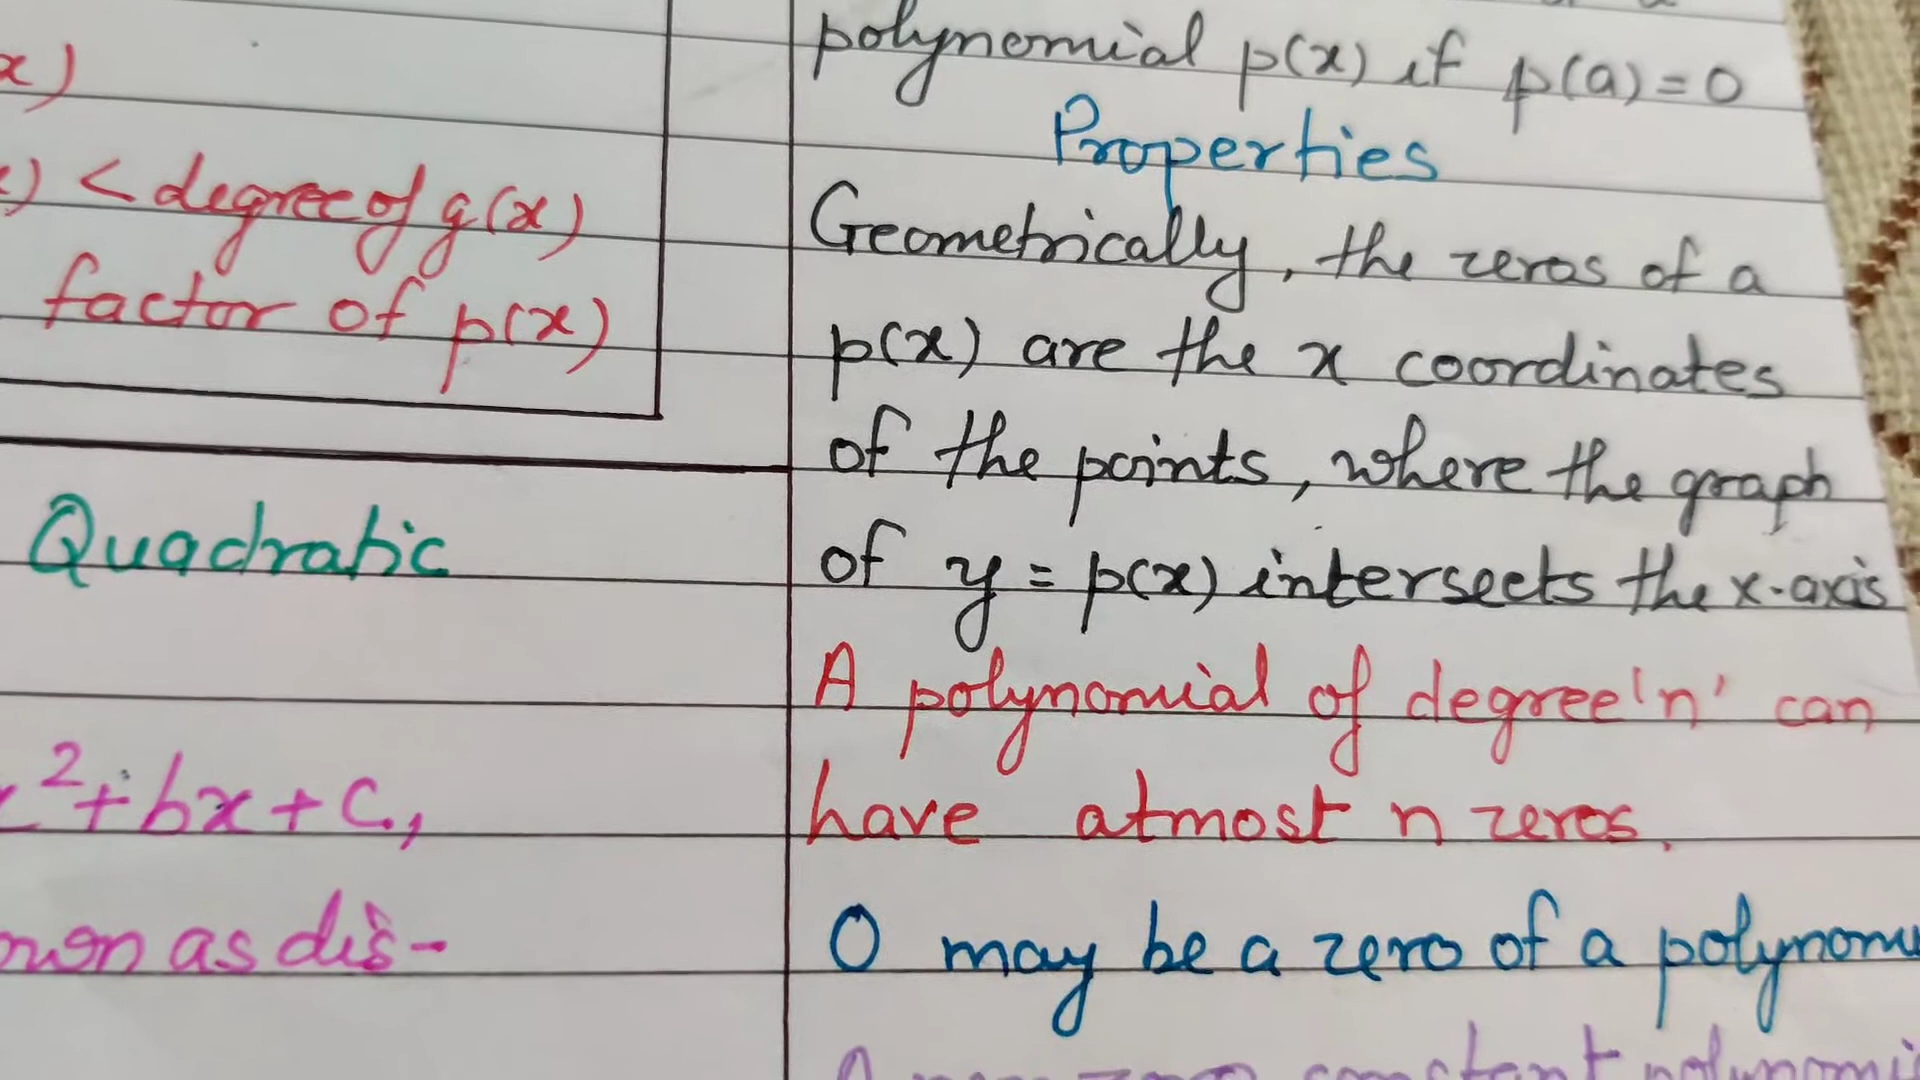 x)
) < degree of g(x)
factor of p(x)
Quadratic
²+bx+c,
as dis-
polynomial p(x) if p(a)=0
Properties
Geometrically, the zeros of a
p(x) are the x coordinates
of the points, where the graph
of y = p(x) intersects the x-axis
A polynomial of degree 'n' can
have atmost n zeros.
0 may be a zero of a polynom
constant